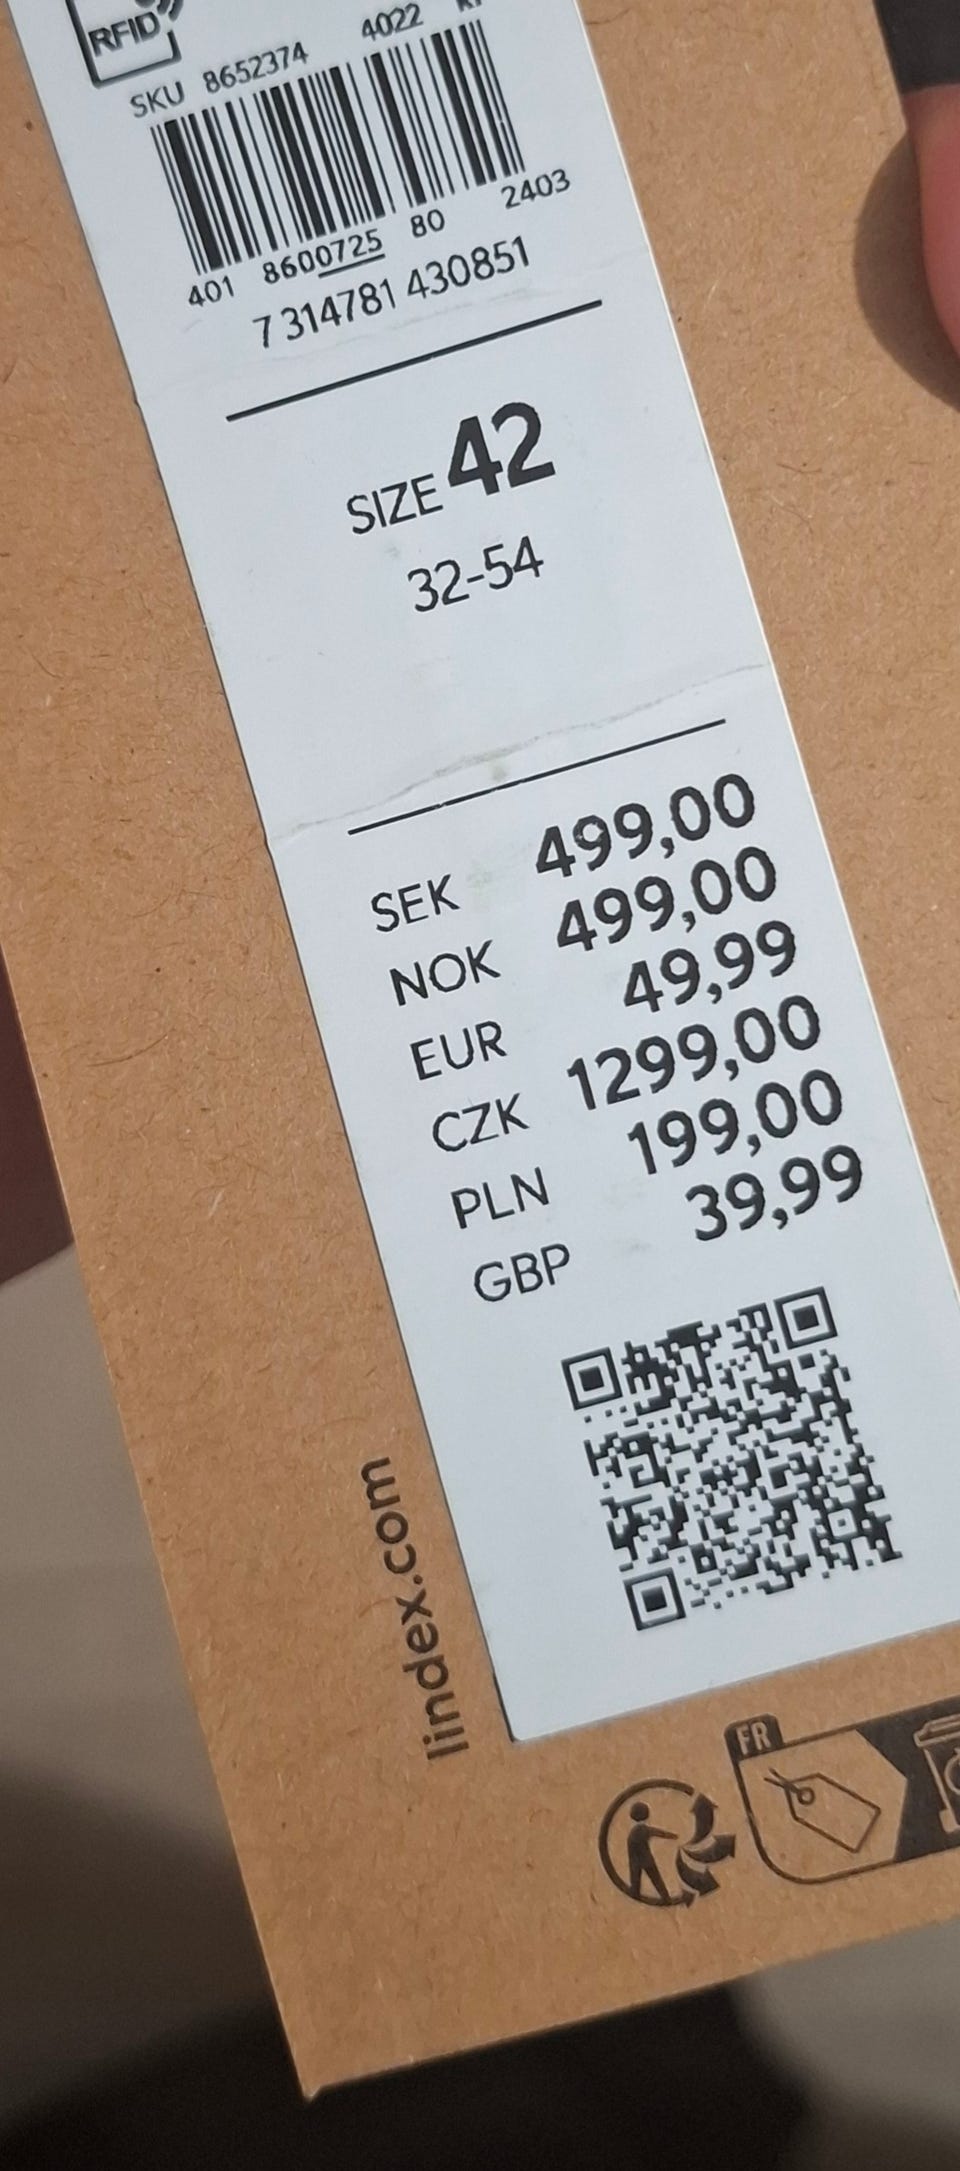 RFID
SKU 8652374 4022
401 8600725 80 2403
7 314781 430851
SIZE 42
32-54
SEK 499,00
NOK 499,00
EUR 49,99
CZK 1299,00
PLN 199,00
GBP 39,99
lindex.com
FR